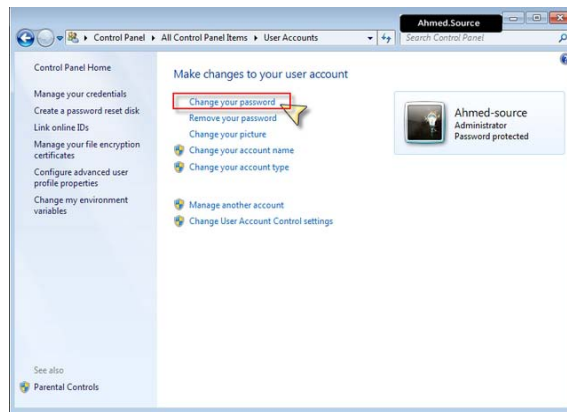 Ahmed.Source
Control Panel ▸ All Control Panel Items ▸ User Accounts
Search Control Panel
Control Panel Home
Manage your credentials
Create a password reset disk
Link online IDs
Manage your file encryption
certificates
Configure advanced user
profile properties
Change my environment
variables
See also
Parental Controls
Make changes to your user account
Change your password
Remove your password
Change your picture
Change your account name
Change your account type
Manage another account
Change User Account Control settings
Ahmed-source
Administrator
Password protected